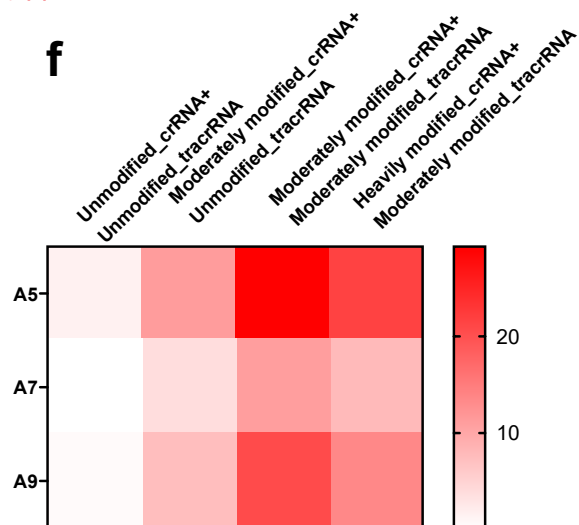 f
Unmodified_crRNA+
Unmodified_tracrRNA
Moderately modified_crRNA+
Unmodified_tracrRNA
Moderately modified_crRNA+
Moderately modified_tracrRNA
Heavily modified_crRNA+
Moderately modified_tracrRNA
A5
A7
A9
20
10